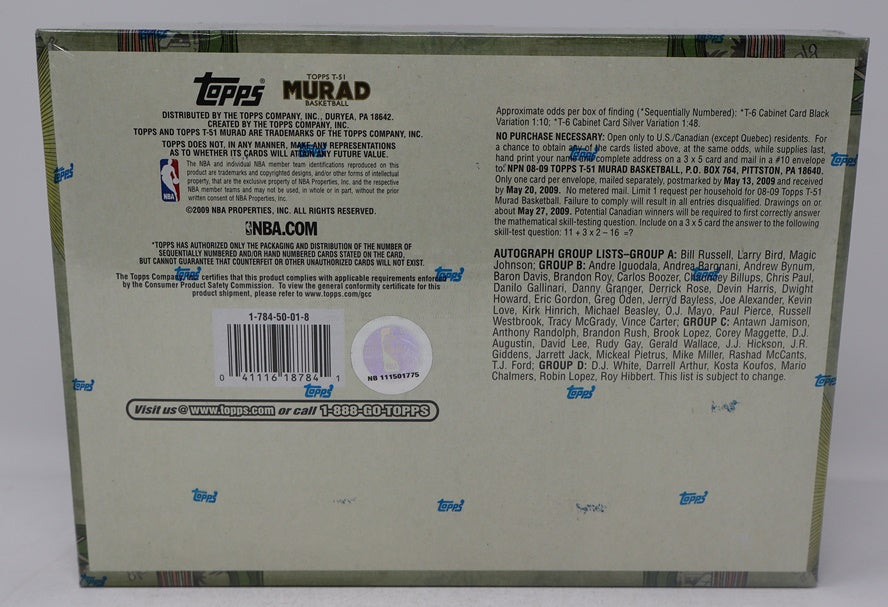 Topps®
TOPPS T-51
MURAD
BASKETBALL
DISTRIBUTED BY THE TOPPS COMPANY, INC., DURYEA, PA 18642.
CREATED BY THE TOPPS COMPANY, INC.
TOPPS AND TOPPS T-51 MURAD ARE TRADEMARKS OF THE TOPPS COMPANY, INC.
TOPPS DOES NOT, IN ANY MANNER, MAKE ANY REPRESENTATIONS
AS TO WHETHER ITS CARDS WILL ATTAIN ANY FUTURE VALUE.
The NBA and individual NBA member team identifications reproduced on this
product are trademarks and copyrighted designs, and/or other forms of intellectual
property, that are the exclusive property of NBA Properties, Inc. and the respective
NBA member teams and may not be used, in whole or in part, without the prior
written consent of NBA Properties, Inc.
©2009 NBA PROPERTIES, INC. ALL RIGHTS RESERVED.
NBA.COM
*TOPPS HAS AUTHORIZED ONLY THE PACKAGING AND DISTRIBUTION OF THE NUMBER OF
SEQUENTIALLY NUMBERED AND/OR HAND NUMBERED CARDS STATED ON THE CARD,
BUT CANNOT GUARANTEE THAT COUNTERFEIT OR OTHER UNAUTHORIZED CARDS WILL NOT EXIST.
The Topps Company, Inc. certifies that this product complies with applicable requirements enforced
by the Consumer Product Safety Commission. To view the general conformity certificate for this
product shipment, please refer to www.topps.com/gcc
1-784-50-01-8
0 41116 18784 1
NB 111501775
Visit us @ www.topps.com or call 1-888-GO-TOPPS
Approximate odds per box of finding (*Sequentially Numbered): *T-6 Cabinet Card Black
Variation 1:10; *T-6 Cabinet Card Silver Variation 1:48.
NO PURCHASE NECESSARY: Open only to U.S./Canadian (except Quebec) residents. For
a chance to obtain any of the cards listed above, at the same odds, while supplies last,
hand print your name and complete address on a 3 x 5 card and mail in a #10 envelope
to: NPN 08-09 TOPPS T-51 MURAD BASKETBALL, P.O. BOX 764, PITTSTON, PA 18640.
Only one card per envelope, mailed separately, postmarked by May 13, 2009 and received
by May 20, 2009. No metered mail. Limit 1 request per household for 08-09 Topps T-51
Murad Basketball. Failure to comply will result in all entries disqualified. Drawings on or
about May 27, 2009. Potential Canadian winners will be required to first correctly answer
the mathematical skill-testing question. Include on a 3 x 5 card the answer to the following
skill-test question: 11 + 3 x 2 – 16 =?
AUTOGRAPH GROUP LISTS–GROUP A: Bill Russell, Larry Bird, Magic
Johnson; GROUP B: Andre Iguodala, Andrea Bargnani, Andrew Bynum,
Baron Davis, Brandon Roy, Carlos Boozer, Chauncey Billups, Chris Paul,
Danilo Gallinari, Danny Granger, Derrick Rose, Devin Harris, Dwight
Howard, Eric Gordon, Greg Oden, Jerryd Bayless, Joe Alexander, Kevin
Love, Kirk Hinrich, Michael Beasley, O.J. Mayo, Paul Pierce, Russell
Westbrook, Tracy McGrady, Vince Carter; GROUP C: Antawn Jamison,
Anthony Randolph, Brandon Rush, Brook Lopez, Corey Maggette, D.J.
Augustin, David Lee, Rudy Gay, Gerald Wallace, J.J. Hickson, J.R.
Giddens, Jarrett Jack, Mickeal Pietrus, Mike Miller, Rashad McCants,
T.J. Ford; GROUP D: D.J. White, Darrell Arthur, Kosta Koufos, Mario
Chalmers, Robin Lopez, Roy Hibbert. This list is subject to change.